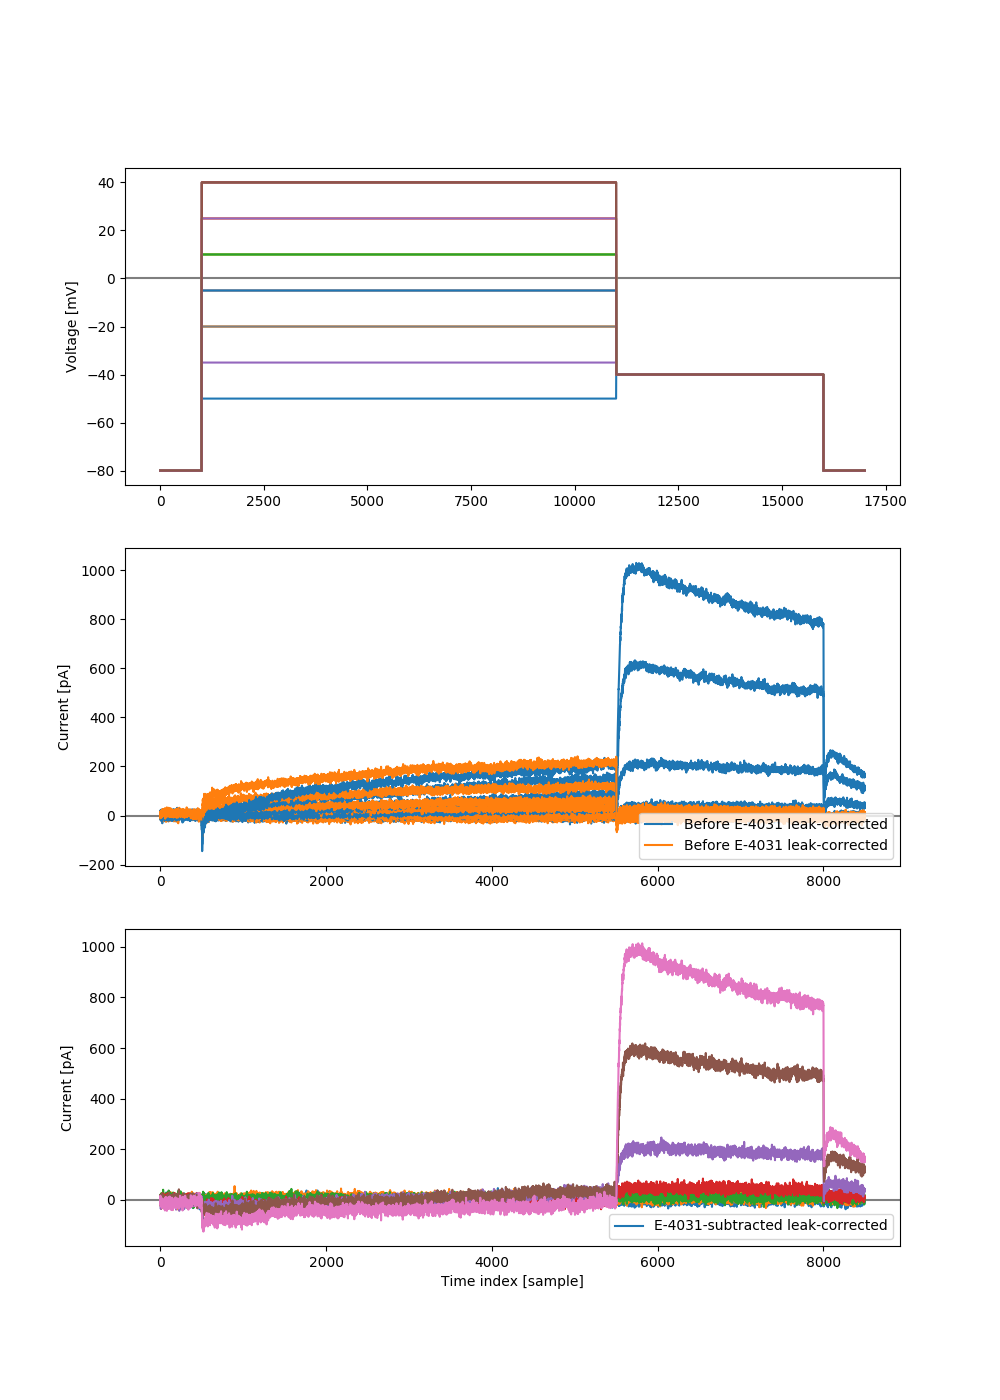 40
20
0
−20
−40
−60
−80
Voltage [mV]
0 2500 5000 7500 10000 12500 15000 17500
1000
800
600
400
200
0
−200
Current [pA]
Before E-4031 leak-corrected
Before E-4031 leak-corrected
0 2000 4000 6000 8000
1000
800
600
400
200
0
Current [pA]
E-4031-subtracted leak-corrected
0 2000 4000 6000 8000
Time index [sample]